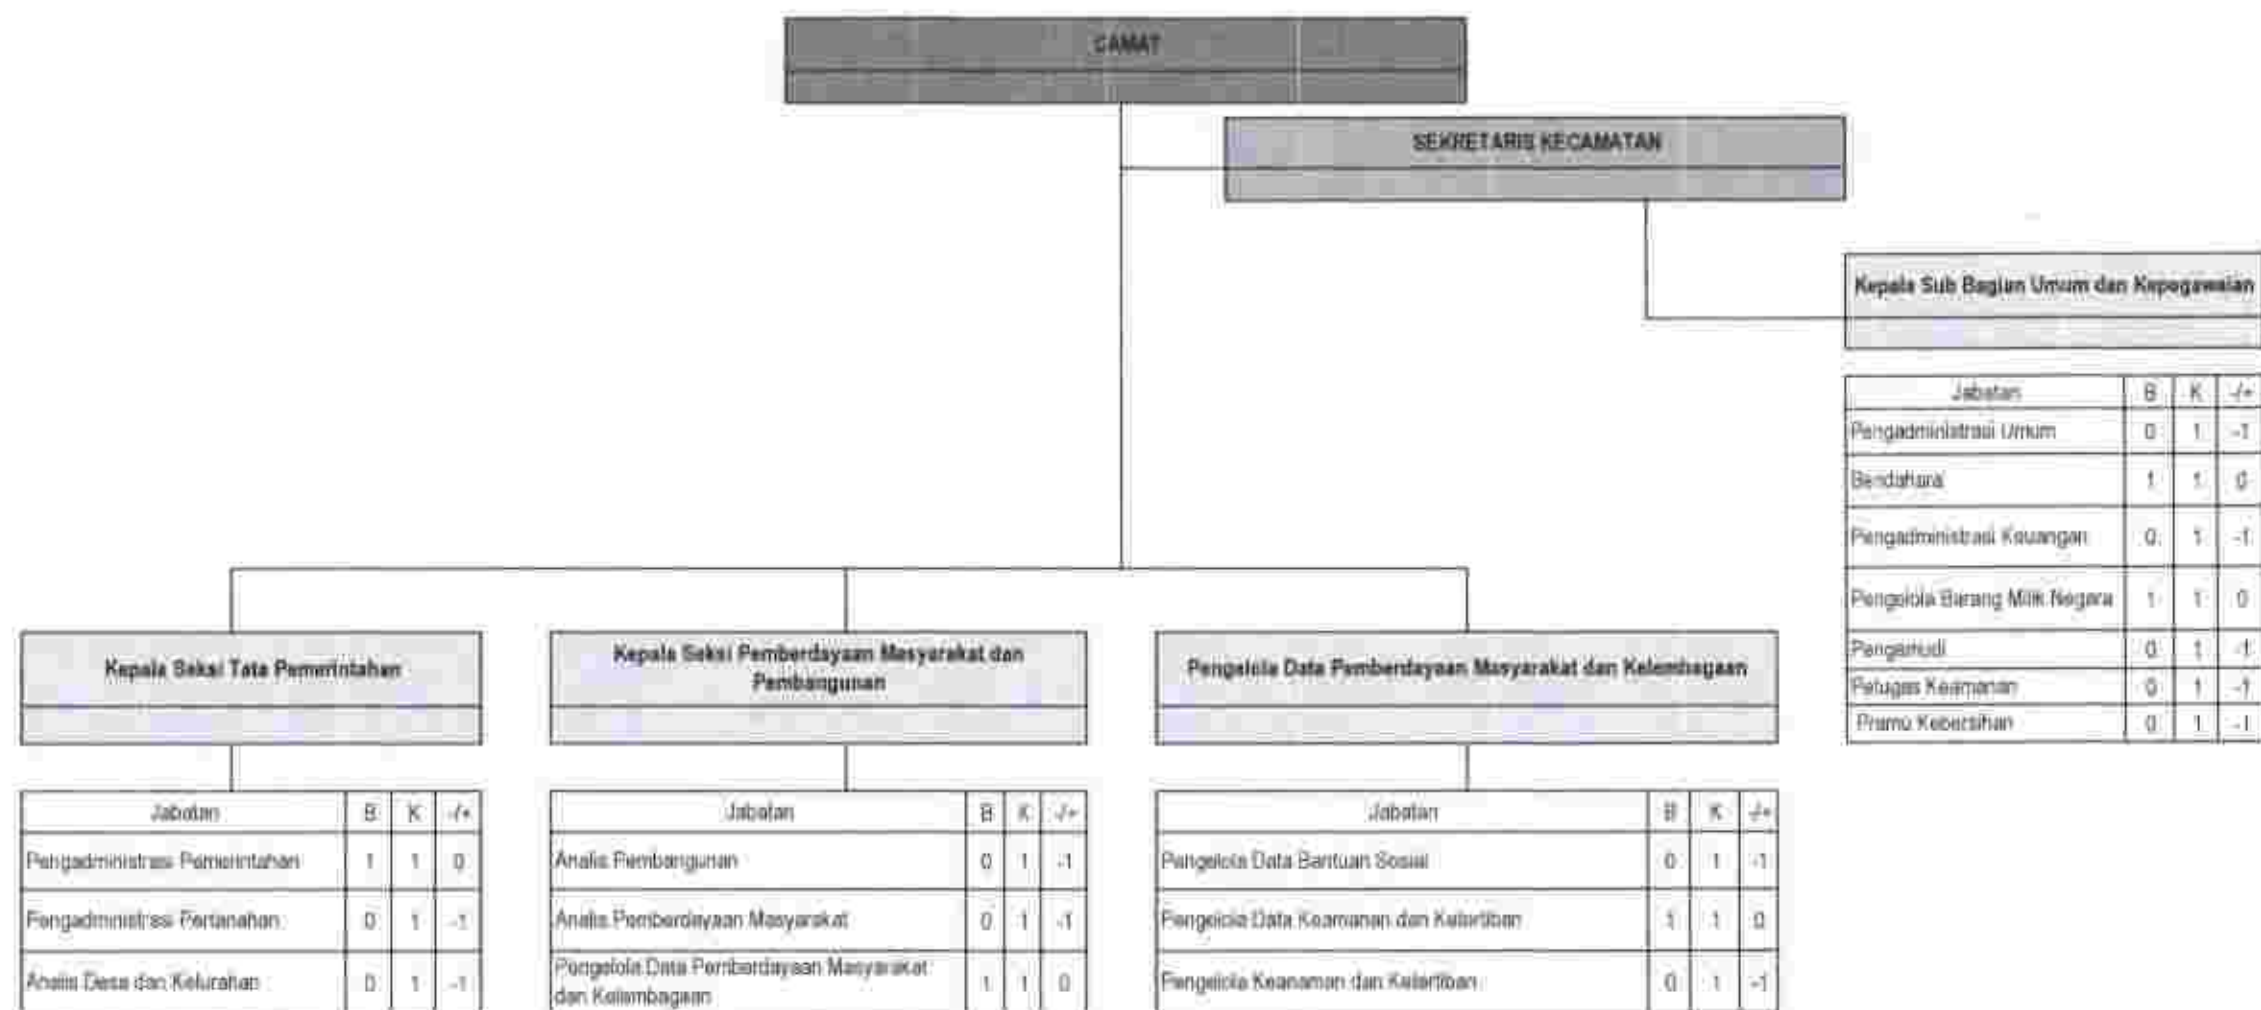 CAMAT
SEKRETARIS KECAMATAN
Kepala Sub Bagian Umum dan Kepegawaian
Jabatan B K -/+
Pengadministrasi Umum 0 1 -1
Bendahara 1 1 0
Pengadministrasi Keuangan 0 1 -1
Pengelola Barang Milik Negara 1 1 0
Pengemudi 0 1 -1
Petugas Keamanan 0 1 -1
Pramu Kebersihan 0 1 -1
Kepala Seksi Tata Pemerintahan
Jabatan B K -/+
Pengadministrasi Pemerintahan 1 1 0
Pengadministrasi Pertanahan 0 1 -1
Analis Desa dan Kelurahan 0 1 -1
Kepala Seksi Pemberdayaan Masyarakat dan
Pembangunan
Jabatan B K -/+
Analis Pembangunan 0 1 -1
Analis Pemberdayaan Masyarakat 0 1 -1
Pengelola Data Pemberdayaan Masyarakat
dan Kelembagaan 1 1 0
Pengelola Data Pemberdayaan Masyarakat dan Kelembagaan
Jabatan B K -/+
Pengelola Data Bantuan Sosial 0 1 -1
Pengelola Data Keamanan dan Ketertiban 1 1 0
Pengelola Keanaman dan Ketertiban 0 1 -1